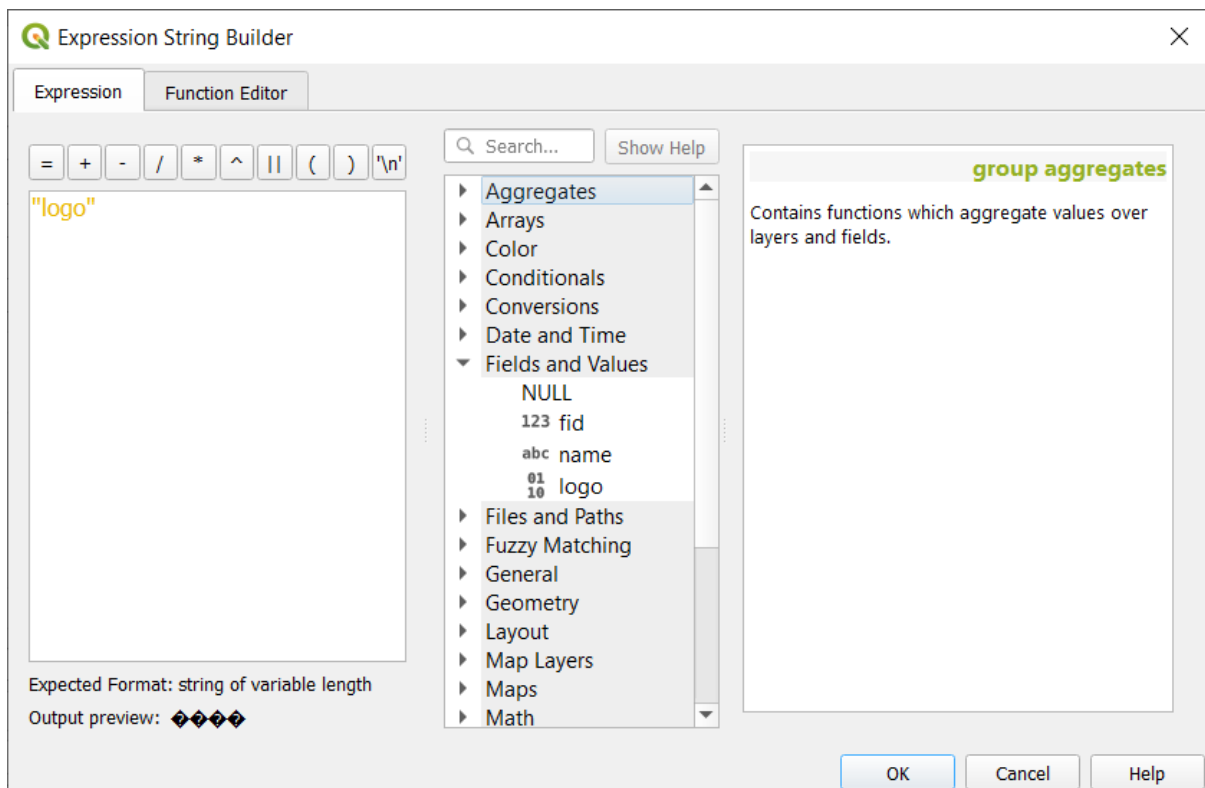 Expression String Builder
Expression
Function Editor
= + - / * ^ || ( ) '\n'
"logo"
Expected Format: string of variable length
Output preview: ����
Search...
Show Help
Aggregates
Arrays
Color
Conditionals
Conversions
Date and Time
Fields and Values
NULL
123 fid
abc name
01
10 logo
Files and Paths
Fuzzy Matching
General
Geometry
Layout
Map Layers
Maps
Math
group aggregates
Contains functions which aggregate values over
layers and fields.
OK
Cancel
Help